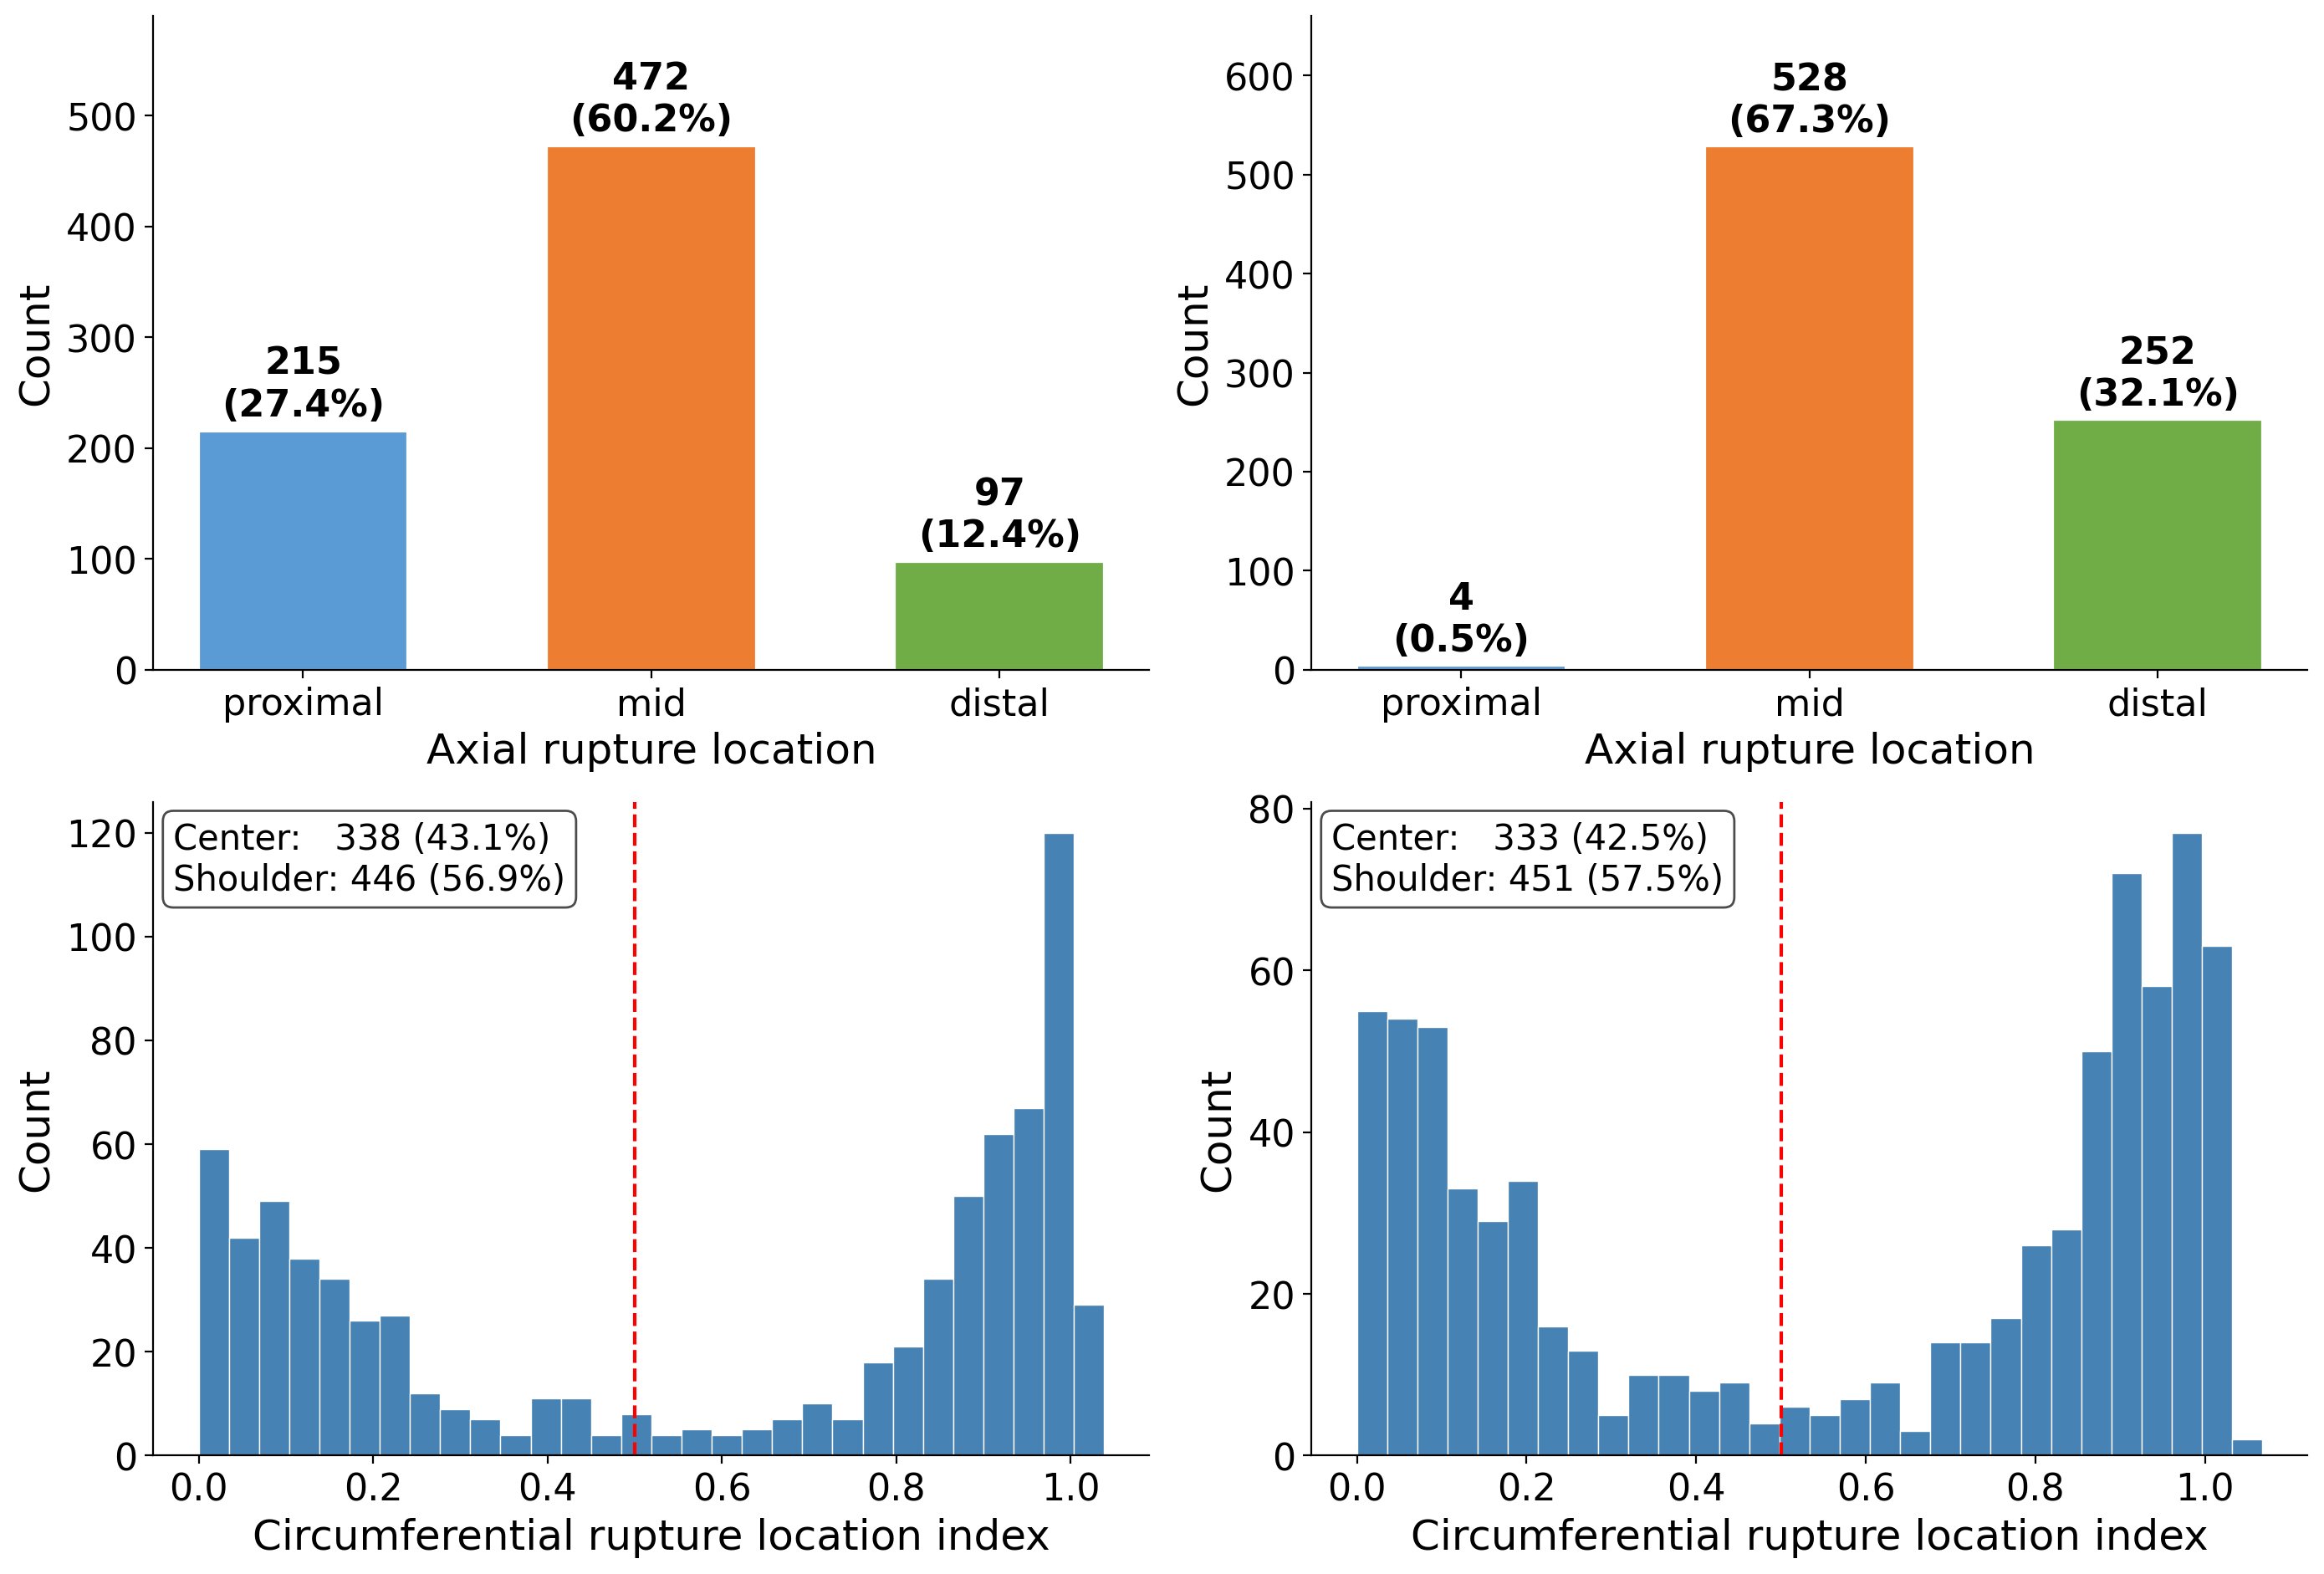 472
(60.2%)
215
(27.4%)
97
(12.4%)
500
400
300
200
100
0
Count
proximal mid distal
Axial rupture location
528
(67.3%)
252
(32.1%)
4
(0.5%)
600
500
400
300
200
100
0
Count
proximal mid distal
Axial rupture location
Center: 338 (43.1%)
Shoulder: 446 (56.9%)
120
100
80
60
40
20
0
Count
0.0 0.2 0.4 0.6 0.8 1.0
Circumferential rupture location index
Center: 333 (42.5%)
Shoulder: 451 (57.5%)
80
60
40
20
0
Count
0.0 0.2 0.4 0.6 0.8 1.0
Circumferential rupture location index